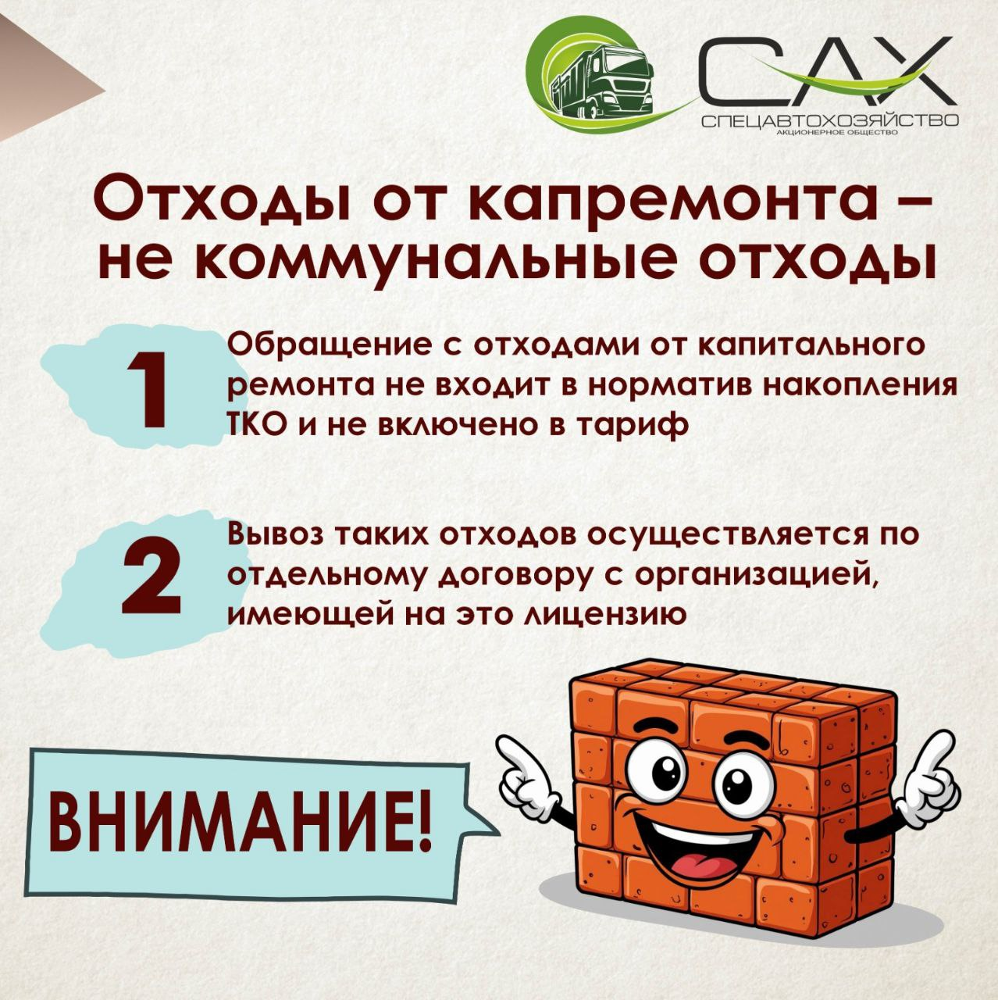 САХ
СПЕЦАВТОХОЗЯЙСТВО
АКЦИОНЕРНОЕ ОБЩЕСТВО
Отходы от капремонта –
не коммунальные отходы
1
Обращение с отходами от капитального
ремонта не входит в норматив накопления
ТКО и не включено в тариф
2
Вывоз таких отходов осуществляется по
отдельному договору с организацией,
имеющей на это лицензию
ВНИМАНИЕ!